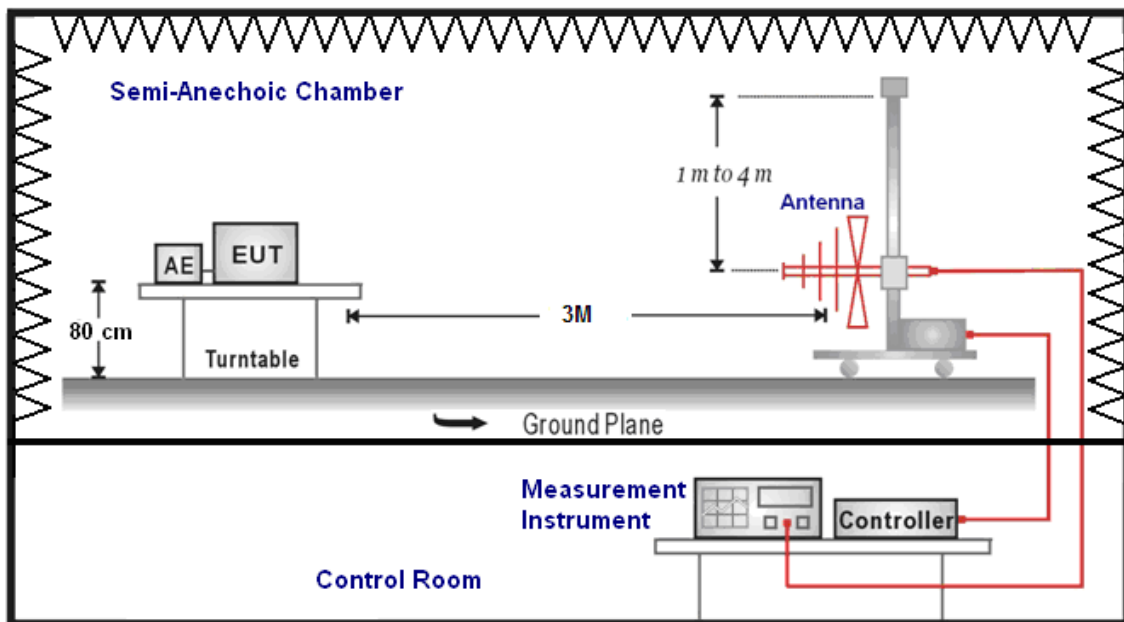 Semi-Anechoic Chamber
1 m to 4 m
Antenna
AE
EUT
80 cm
3M
Turntable
Ground Plane
Measurement
Instrument
Controller
Control Room